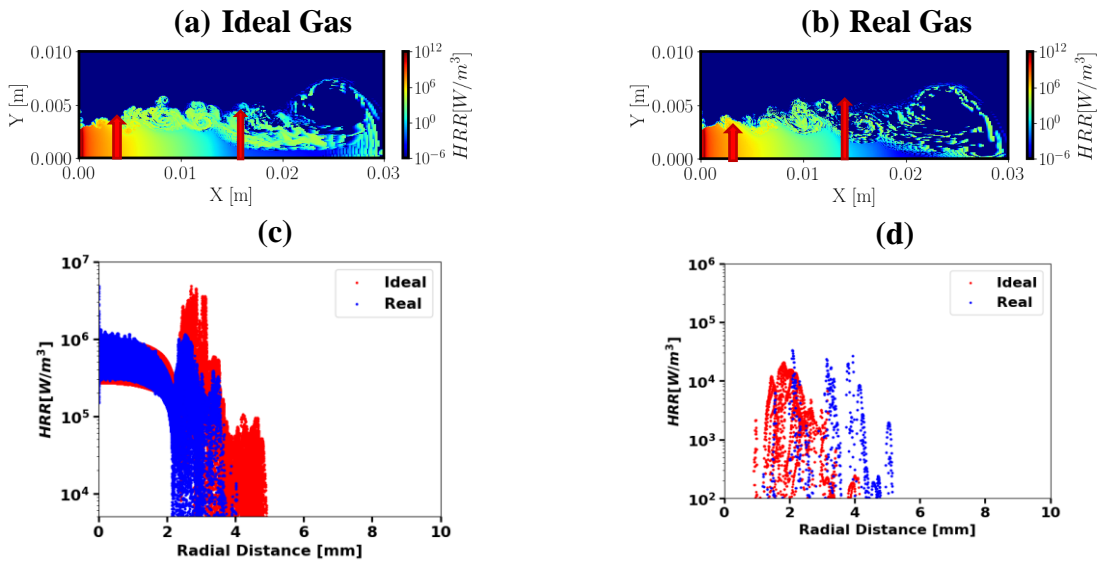 (a) Ideal Gas
(b) Real Gas
0.010
0.005
0.000
Y [m]
0.00 0.01 0.02 0.03
X [m]
10^12
10^6
10^0
10^-6
HRR[W/m^3]
0.010
0.005
0.000
Y [m]
0.00 0.01 0.02 0.03
X [m]
10^12
10^6
10^0
10^-6
HRR[W/m^3]
(c)
(d)
10^7
10^6
10^5
10^4
HRR[W/m^3]
Ideal
Real
0 2 4 6 8 10
Radial Distance [mm]
10^6
10^5
10^4
10^3
10^2
HRR[W/m^3]
Ideal
Real
0 2 4 6 8 10
Radial Distance [mm]